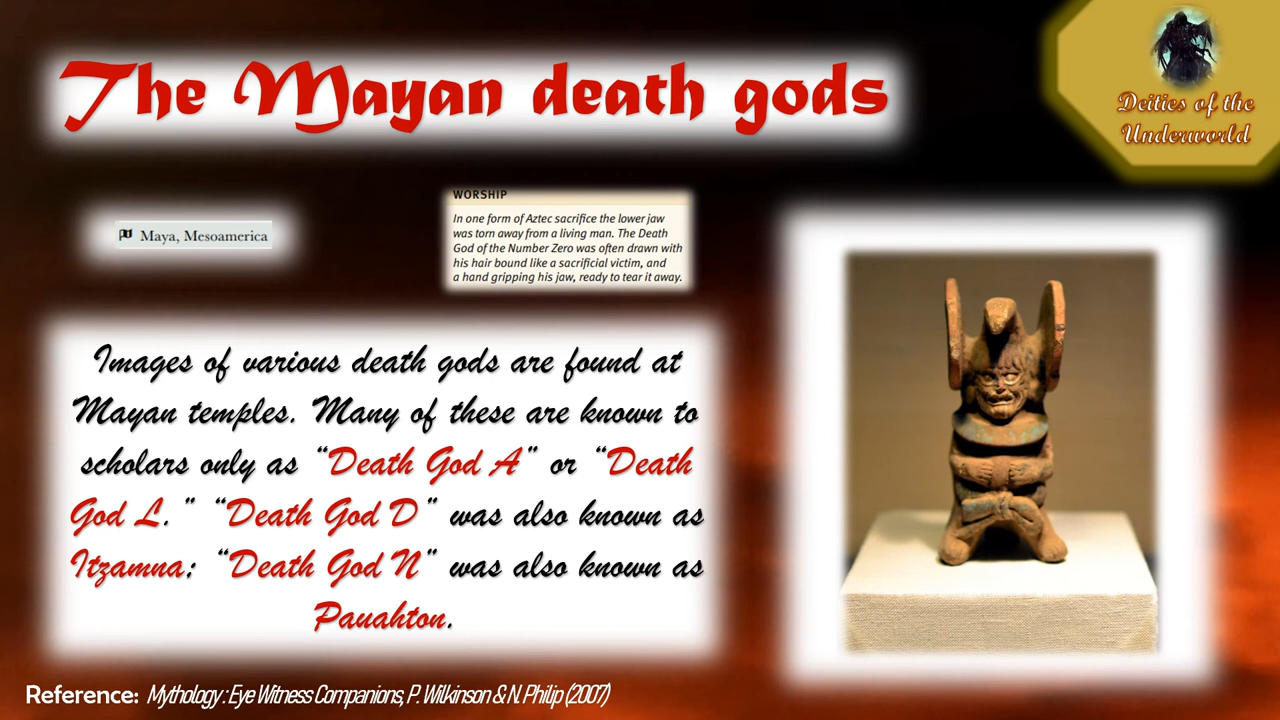 The Mayan death gods
Deities of the
Underworld
Maya, Mesoamerica
WORSHIP
In one form of Aztec sacrifice the lower jaw
was torn away from a living man. The Death
God of the Number Zero was often drawn with
his hair bound like a sacrificial victim, and
a hand gripping his jaw, ready to tear it away.
Images of various death gods are found at
Mayan temples. Many of these are known to
scholars only as “Death God A” or “Death
God L.” “Death God D” was also known as
Itzamna; “Death God N” was also known as
Pauahton.
Reference: Mythology : Eye Witness Companions, P. Wilkinson & N. Philip (2007)